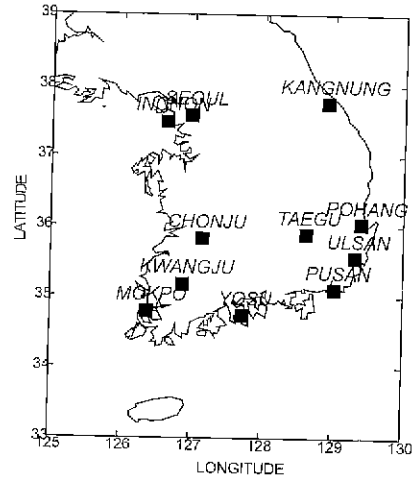 39
38
37
36
35
34
33
LATITUDE
KANGNUNG
SEOUL
INCHON
POHANG
CHONJU
TAEGU
ULSAN
KWANGJU
PUSAN
MOKPO
YOSU
125
126
127
128
129
130
LONGITUDE